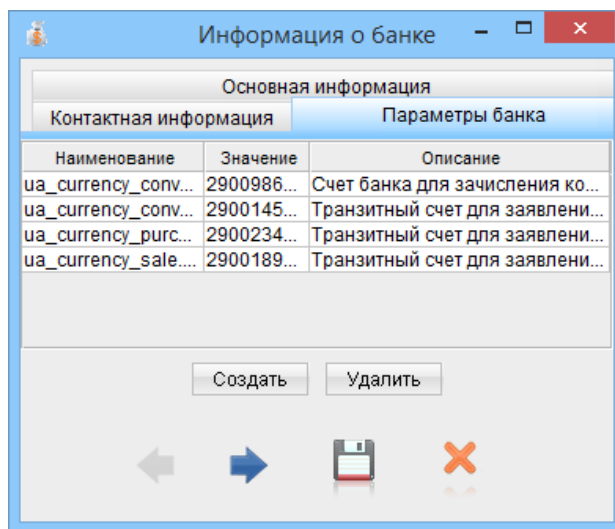 Информация о банке
Основная информация
Контактная информация Параметры банка
Наименование Значение Описание
ua_currency_conv... 2900986... Счет банка для зачисления ко...
ua_currency_conv... 2900145... Транзитный счет для заявлени...
ua_currency_purc... 2900234... Транзитный счет для заявлени...
ua_currency_sale.... 2900189... Транзитный счет для заявлени...
Создать Удалить